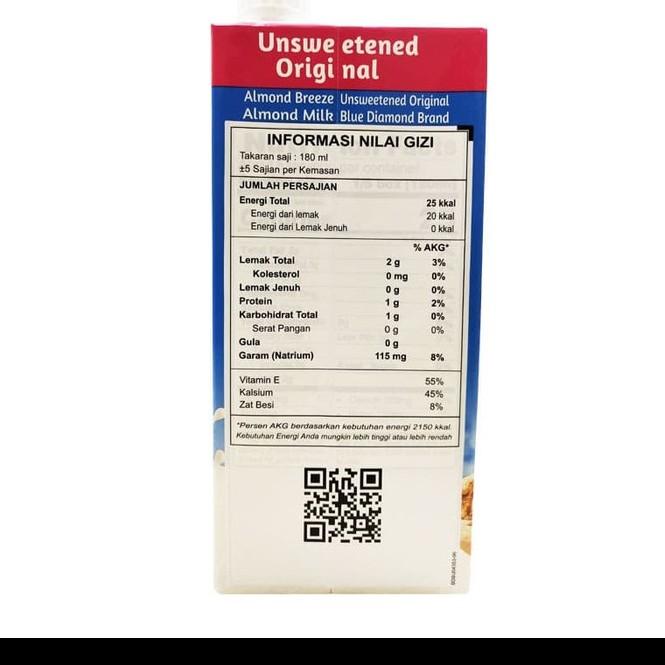 Unsweetened
Original
Almond Breeze Unsweetened Original
Almond Milk Blue Diamond Brand
INFORMASI NILAI GIZI
Takaran saji : 180 ml
±5 Sajian per Kemasan
JUMLAH PERSAJIAN
Energi Total 25 kkal
Energi dari lemak 20 kkal
Energi dari Lemak Jenuh 0 kkal
% AKG*
Lemak Total 2 g 3%
Kolesterol 0 mg 0%
Lemak Jenuh 0 g 0%
Protein 1 g 2%
Karbohidrat Total 1 g 0%
Serat Pangan 0 g 0%
Gula 0 g
Garam (Natrium) 115 mg 8%
Vitamin E 55%
Kalsium 45%
Zat Besi 8%
*Persen AKG berdasarkan kebutuhan energi 2150 kkal.
Kebutuhan Energi Anda mungkin lebih tinggi atau lebih rendah